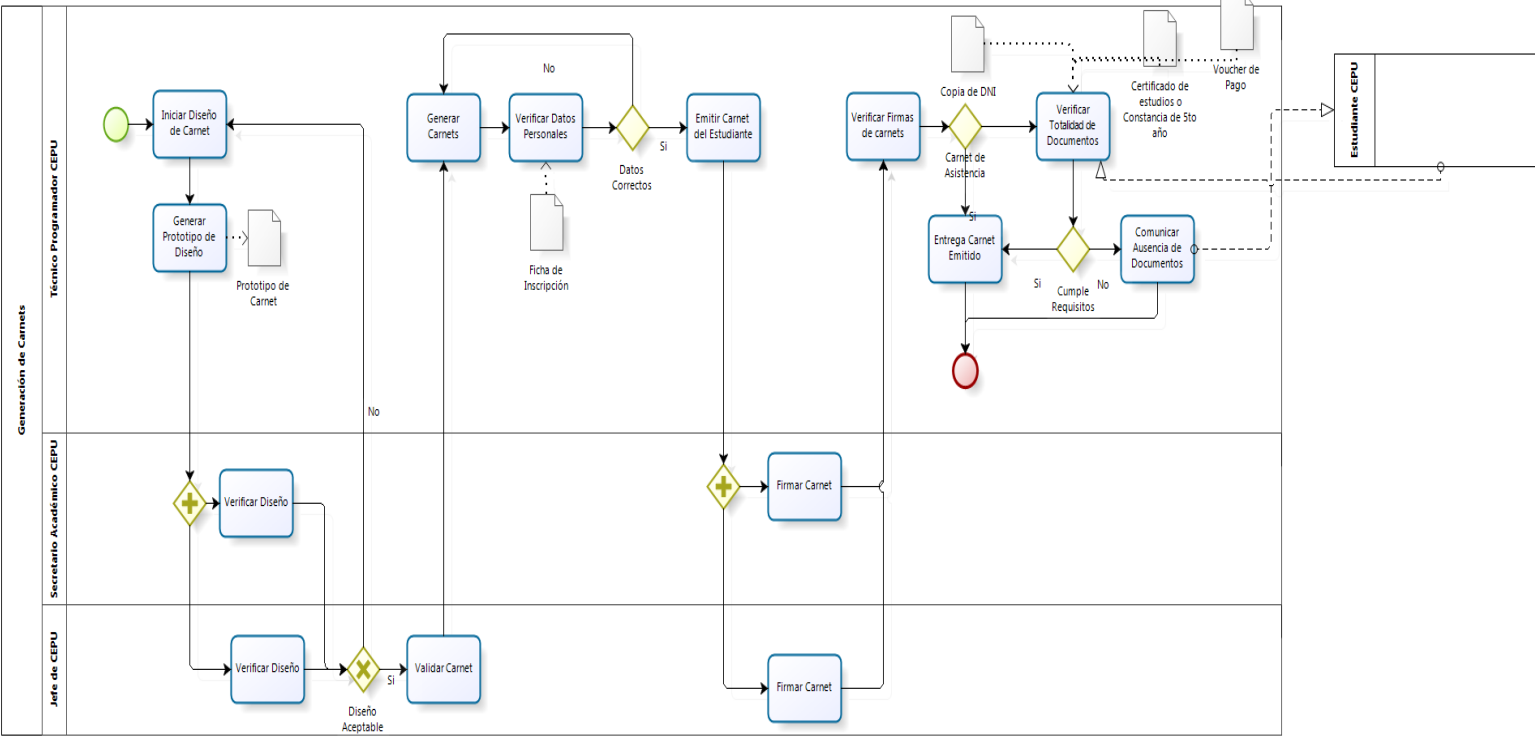 Generación de Carnets
Técnico Programador CEPU
Iniciar Diseño
de Carnet
Generar
Prototipo de
Diseño
Prototipo de
Carnet
No
Generar
Carnets
Verificar Datos
Personales
No
Datos
Correctos
Si
Ficha de
Inscripción
Emitir Carnet
del Estudiante
Verificar Firmas
de carnets
Copia de DNI
Carnet de
Asistencia
Si
Verificar
Totalidad de
Documentos
Certificado de
estudios o
Constancia de 5to
año
Voucher de
Pago
Entrega Carnet
Emitido
Si
Cumple
Requisitos
No
Comunicar
Ausencia de
Documentos
Estudiante CEPU
Secretario Académico CEPU
Verificar Diseño
Firmar Carnet
Jefe de CEPU
Verificar Diseño
Diseño
Aceptable
Si
Validar Carnet
Firmar Carnet